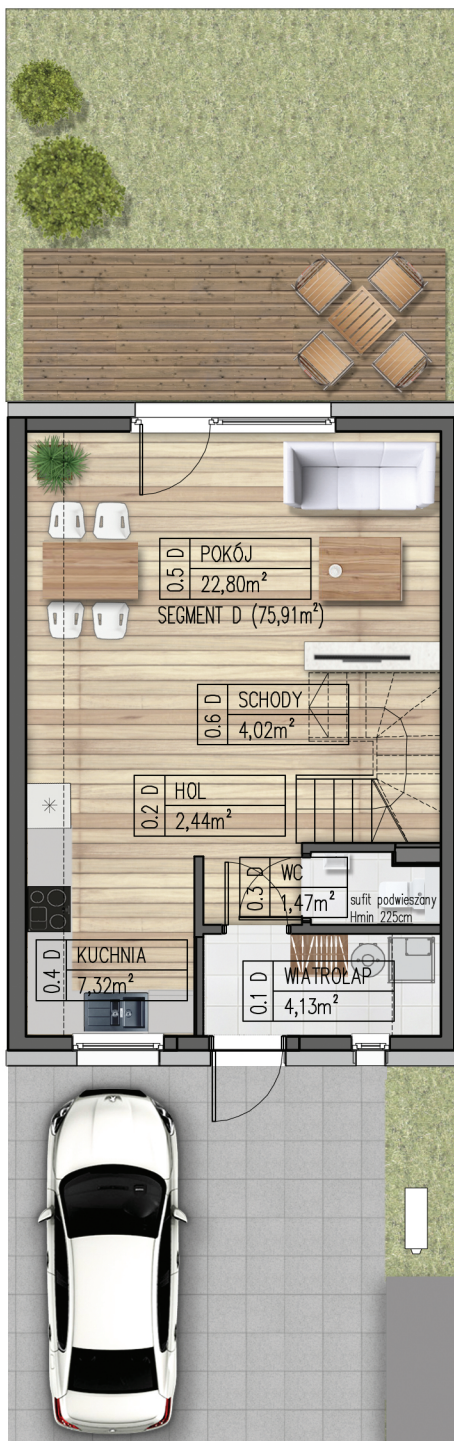 0.5 D
POKÓJ
22,80m²
SEGMENT D (75,91m²)
0.6 D
SCHODY
4,02m²
0.2 D
HOL
2,44m²
0.3 D
WC
1,47m²
sufit podwieszany
Hmin 225cm
0.4 D
KUCHNIA
7,32m²
0.1 D
WIATROŁAP
4,13m²